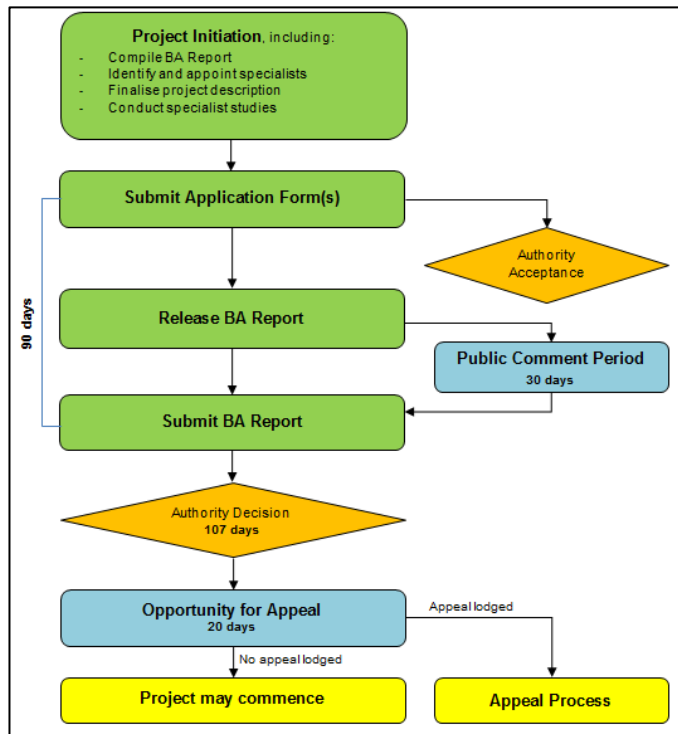 Project Initiation, including:
- Compile BA Report
- Identify and appoint specialists
- Finalise project description
- Conduct specialist studies
Submit Application Form(s)
Authority
Acceptance
90 days
Release BA Report
Public Comment Period
30 days
Submit BA Report
Authority Decision
107 days
Opportunity for Appeal
20 days
Appeal lodged
No appeal lodged
Project may commence
Appeal Process